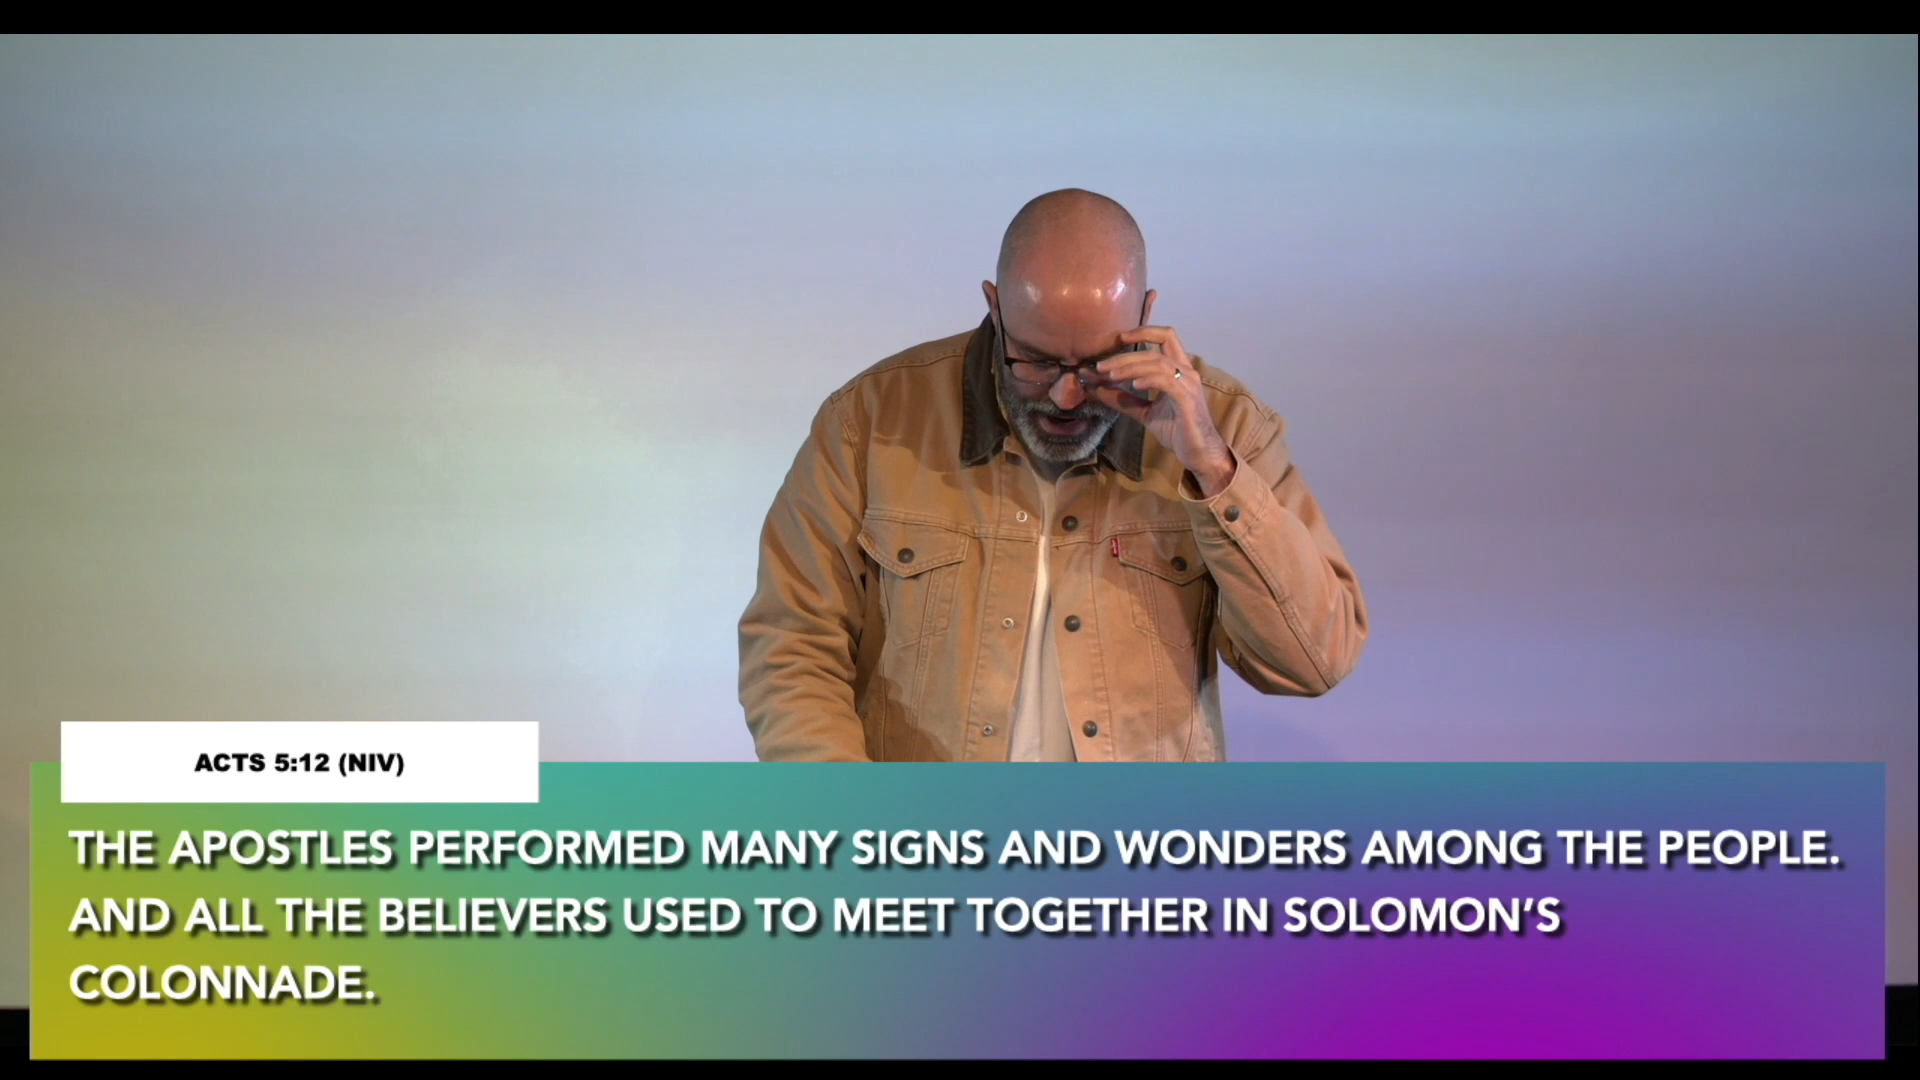 ACTS 5:12 (NIV)
THE APOSTLES PERFORMED MANY SIGNS AND WONDERS AMONG THE PEOPLE.
AND ALL THE BELIEVERS USED TO MEET TOGETHER IN SOLOMON’S
COLONNADE.